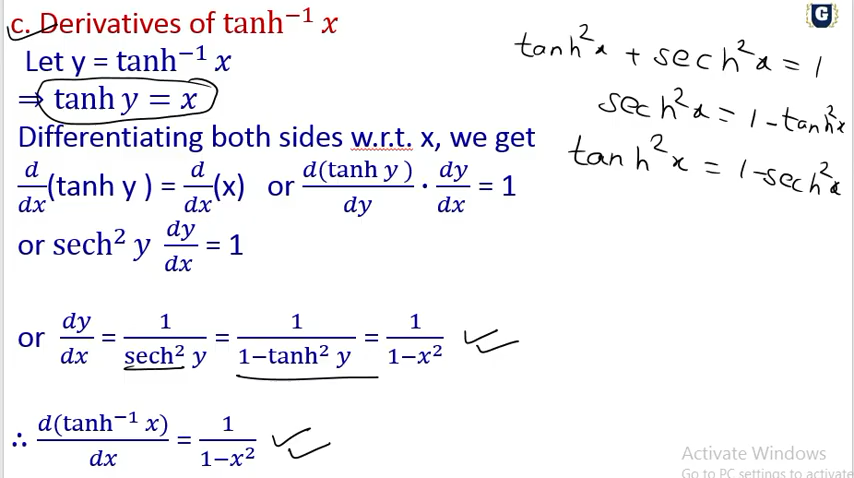 c. Derivatives of tanh⁻¹ x
Let y = tanh⁻¹ x
⇒ tanh y = x
Differentiating both sides w.r.t. x, we get
d/dx (tanh y ) = d/dx (x) or d(tanh y)/dy · dy/dx = 1
or sech² y dy/dx = 1
or dy/dx = 1/(sech² y) = 1/(1−tanh² y) = 1/(1−x²)
∴ d(tanh⁻¹ x)/dx = 1/(1−x²)
G
tanh²x + sech²x = 1
sech²x = 1 - tanh²x
tanh²x = 1 - sech²x
Activate Windows
Go to PC settings to activate